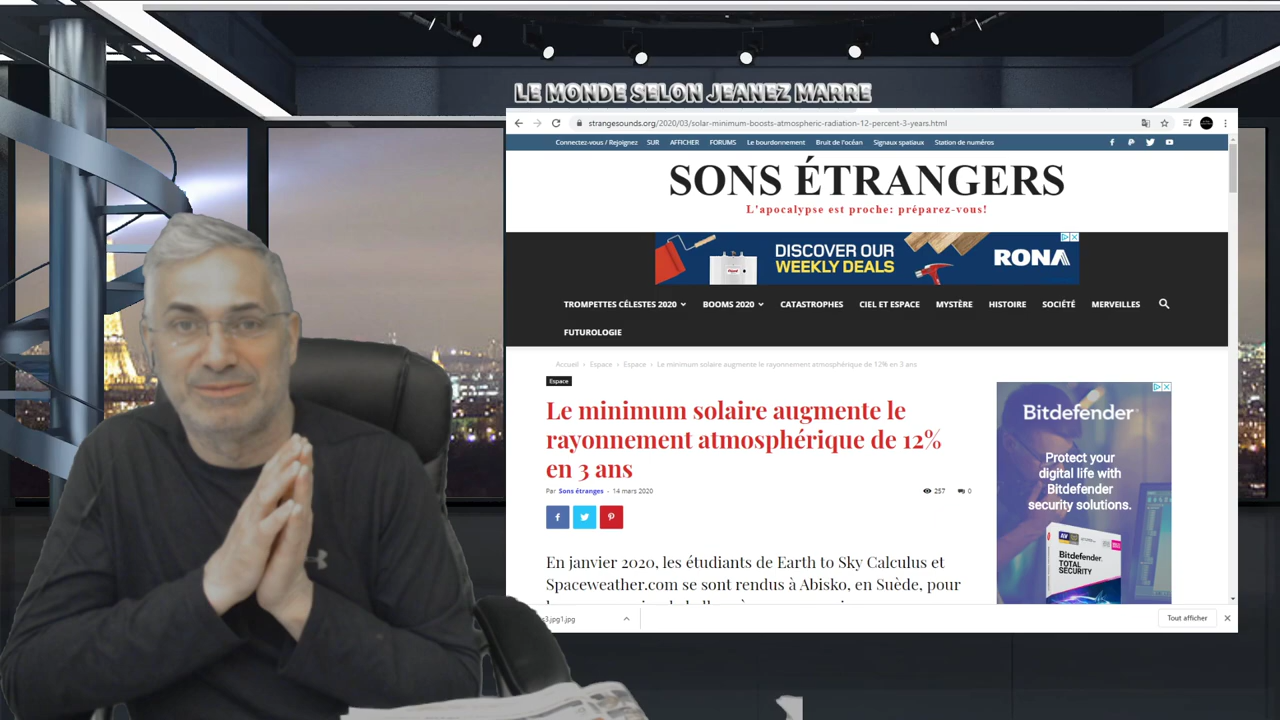 LE MONDE SELON JEANEZ MARRE
strangesounds.org/2020/03/solar-minimum-boosts-atmospheric-radiation-12-percent-3-years.html
Connectez-vous / Rejoignez SUR AFFICHER FORUMS Le bourdonnement Bruit de l'océan Signaux spatiaux Station de numéros
SONS ÉTRANGERS
L'apocalypse est proche: préparez-vous!
DISCOVER OUR
WEEKLY DEALS
RONA
TROMPETTES CÉLESTES 2020 BOOMS 2020 CATASTROPHES CIEL ET ESPACE MYSTÈRE HISTOIRE SOCIÉTÉ MERVEILLES
FUTUROLOGIE
Accueil › Espace › Espace › Le minimum solaire augmente le rayonnement atmosphérique de 12% en 3 ans
Espace
Le minimum solaire augmente le
rayonnement atmosphérique de 12%
en 3 ans
Par Sons étranges - 14 mars 2020 257 0
En janvier 2020, les étudiants de Earth to Sky Calculus et
Spaceweather.com se sont rendus à Abisko, en Suède, pour
Bitdefender
Protect your
digital life with
Bitdefender
security solutions.
Bitdefender
TOTAL
SECURITY
s3.jpg1.jpg
Tout afficher